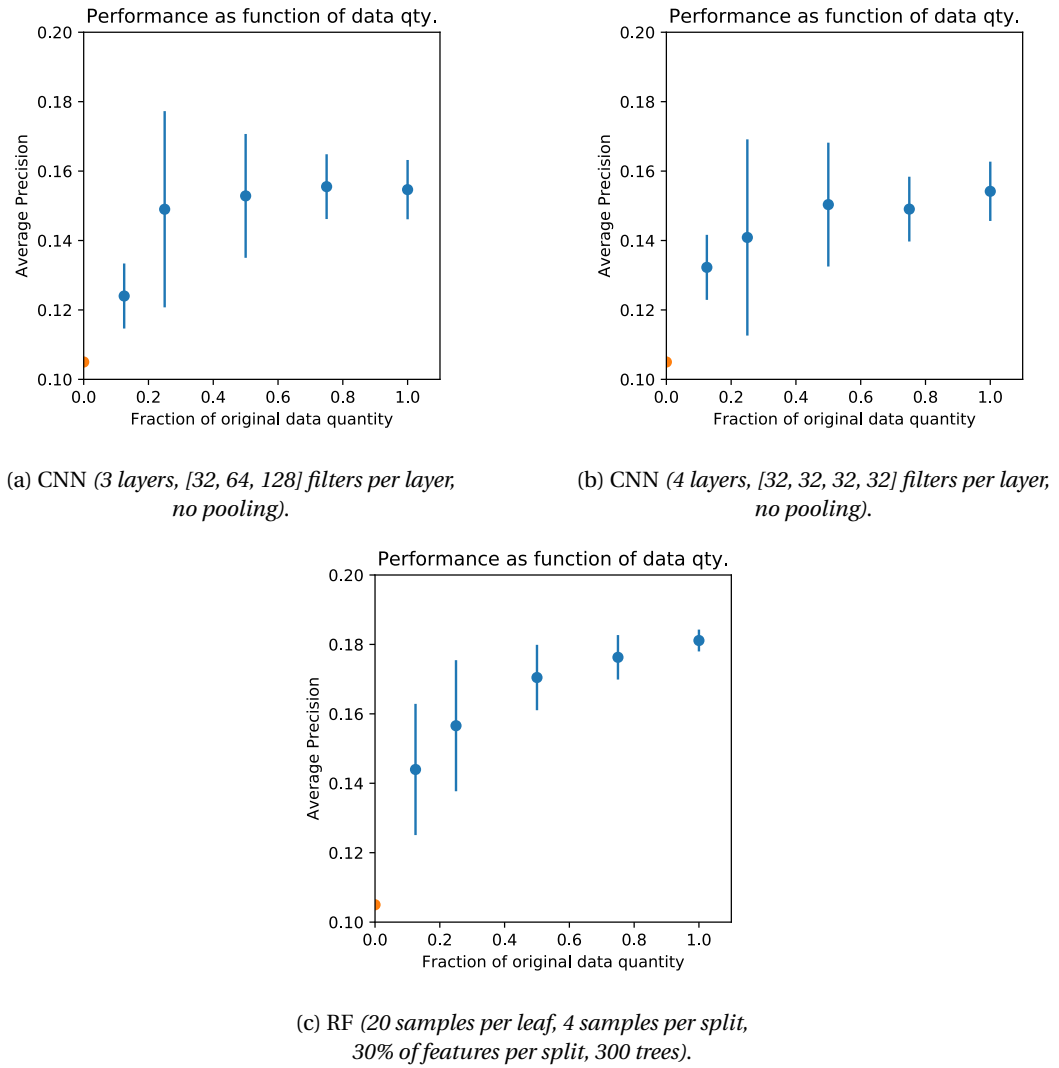 Performance as function of data qty.
0.20
0.18
0.16
0.14
0.12
0.10
Average Precision
0.0 0.2 0.4 0.6 0.8 1.0
Fraction of original data quantity
(a) CNN (3 layers, [32, 64, 128] filters per layer,
no pooling).
Performance as function of data qty.
0.20
0.18
0.16
0.14
0.12
0.10
Average Precision
0.0 0.2 0.4 0.6 0.8 1.0
Fraction of original data quantity
(b) CNN (4 layers, [32, 32, 32, 32] filters per layer,
no pooling).
Performance as function of data qty.
0.20
0.18
0.16
0.14
0.12
0.10
Average Precision
0.0 0.2 0.4 0.6 0.8 1.0
Fraction of original data quantity
(c) RF (20 samples per leaf, 4 samples per split,
30% of features per split, 300 trees).